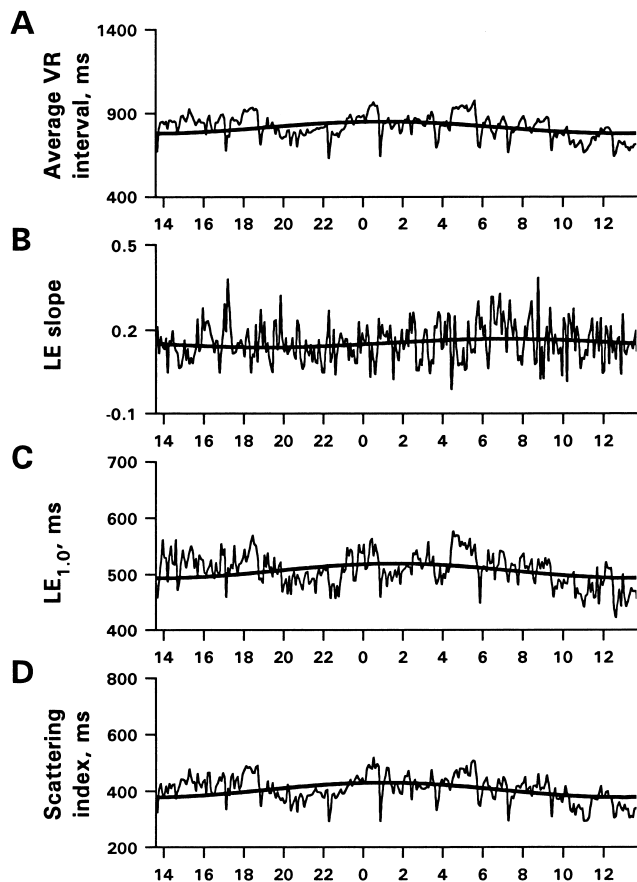 A
Average VR
interval, ms
1400
900
400
14 16 18 20 22 0 2 4 6 8 10 12
B
LE slope
0.5
0.2
-0.1
14 16 18 20 22 0 2 4 6 8 10 12
C
LE1.0, ms
700
600
500
400
14 16 18 20 22 0 2 4 6 8 10 12
D
Scattering
index, ms
800
600
400
200
14 16 18 20 22 0 2 4 6 8 10 12